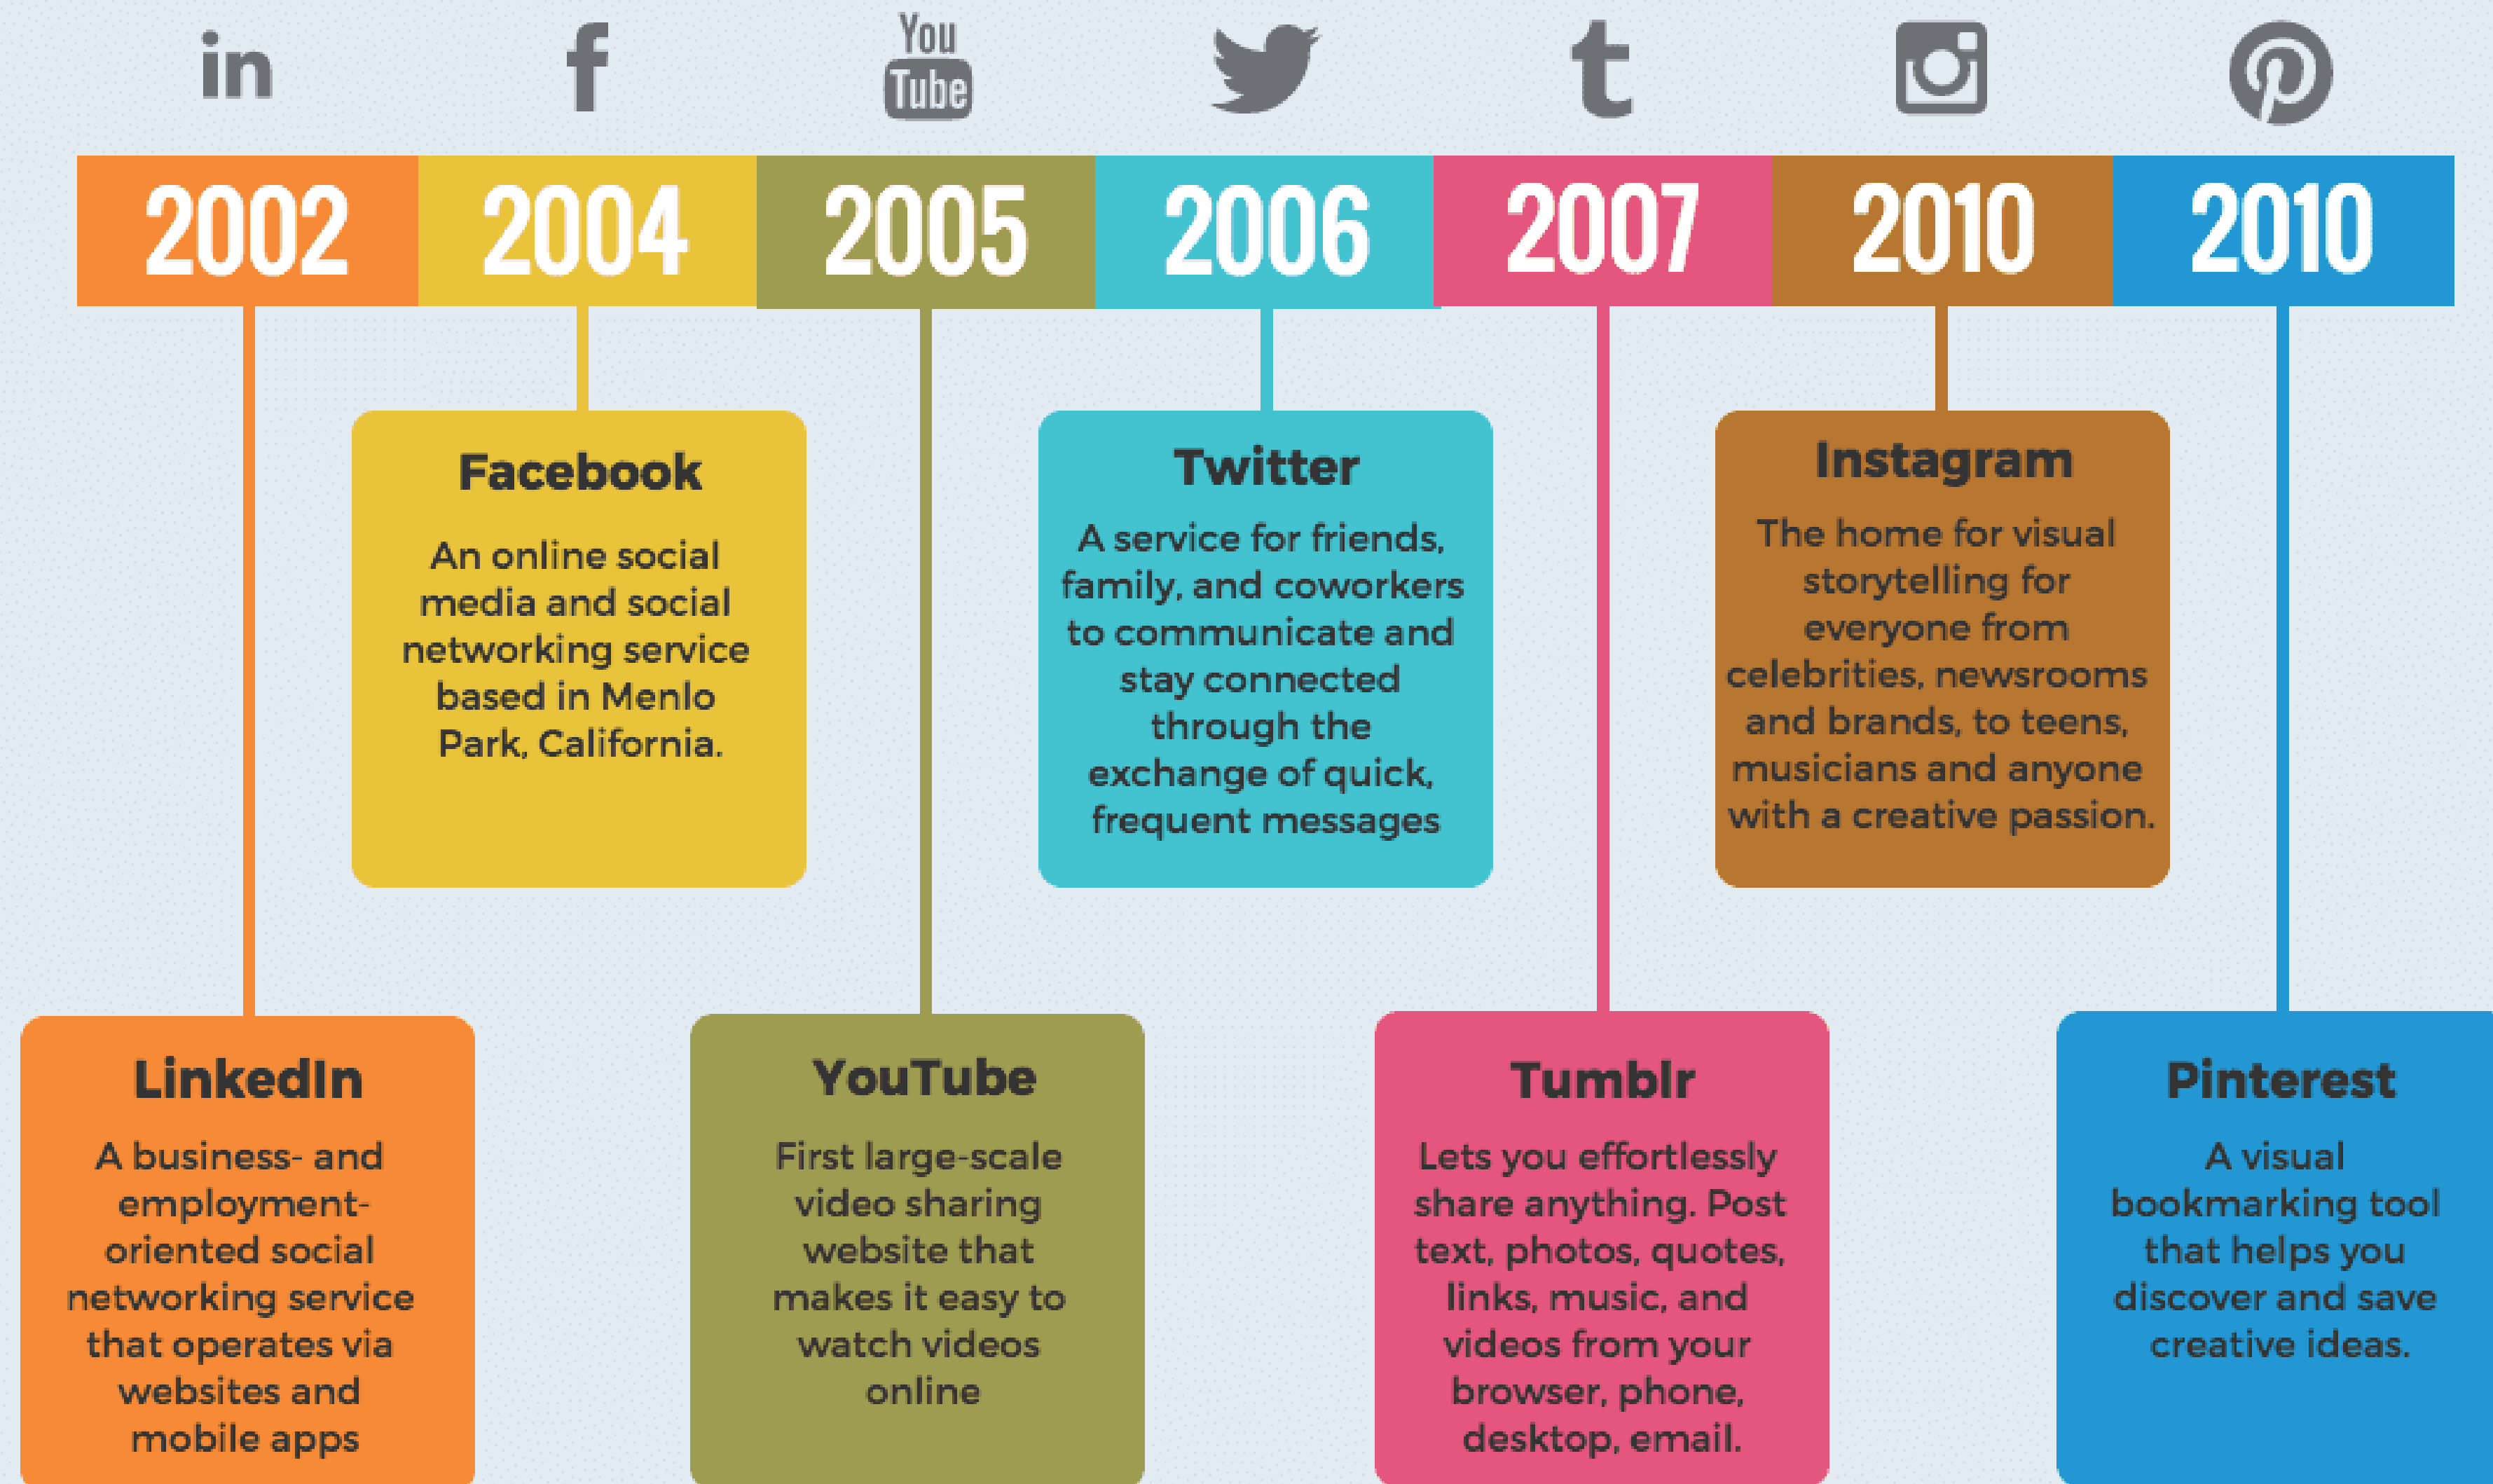 in
f
You
Tube
t
2002
2004
2005
2006
2007
2010
2010
Facebook
An online social
media and social
networking service
based in Menlo
Park, California.
Twitter
A service for friends,
family, and coworkers
to communicate and
stay connected
through the
exchange of quick,
frequent messages
Instagram
The home for visual
storytelling for
everyone from
celebrities, newsrooms
and brands, to teens,
musicians and anyone
with a creative passion.
LinkedIn
A business- and
employment-
oriented social
networking service
that operates via
websites and
mobile apps
YouTube
First large-scale
video sharing
website that
makes it easy to
watch videos
online
Tumblr
Lets you effortlessly
share anything. Post
text, photos, quotes,
links, music, and
videos from your
browser, phone,
desktop, email.
Pinterest
A visual
bookmarking tool
that helps you
discover and save
creative ideas.